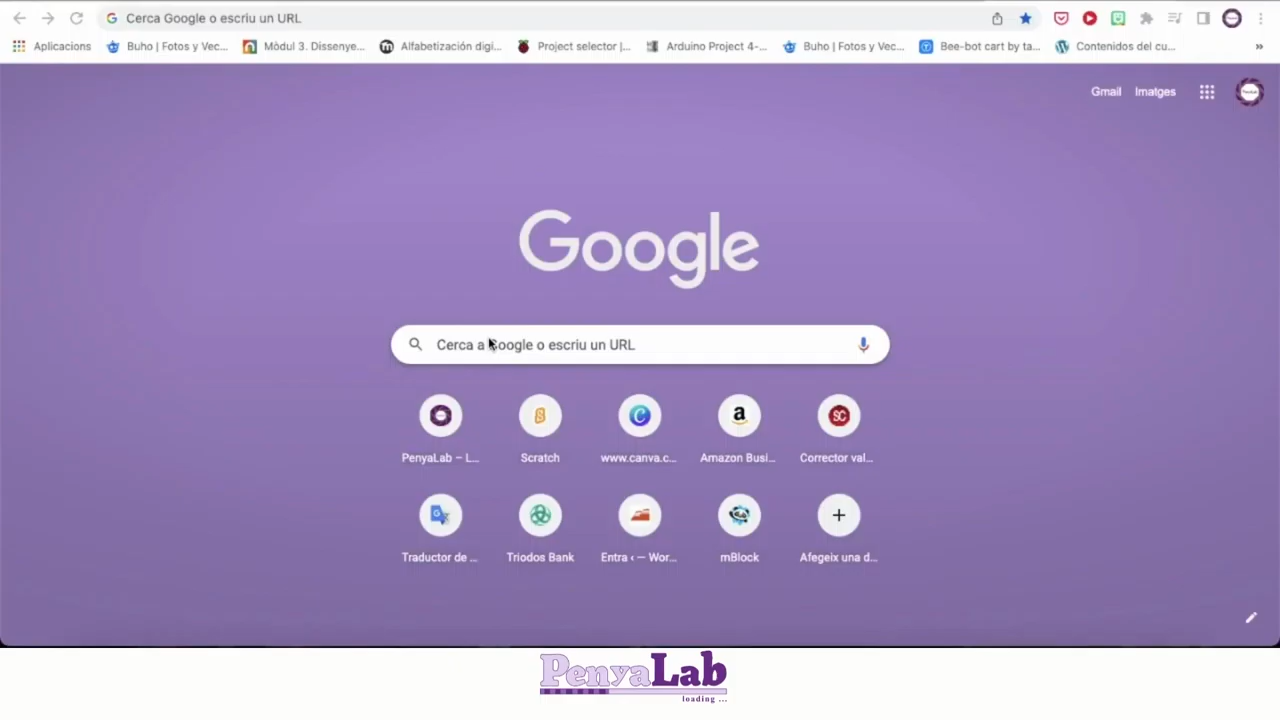 Cerca Google o escriu un URL
Aplicacions
Buho | Fotos y Vec...
Mòdul 3. Dissenye...
Alfabetización digi...
Project selector |...
Arduino Project 4-...
Buho | Fotos y Vec...
Bee-bot cart by ta...
Contenidos del cu...
»
Gmail
Imatges
Google
Cerca a Google o escriu un URL
PenyaLab – L...
Scratch
www.canva.c...
Amazon Busi...
Corrector val...
Traductor de ...
Triodos Bank
Entra ‹ — Wor...
mBlock
Afegeix una d...
PenyaLab
loading ...